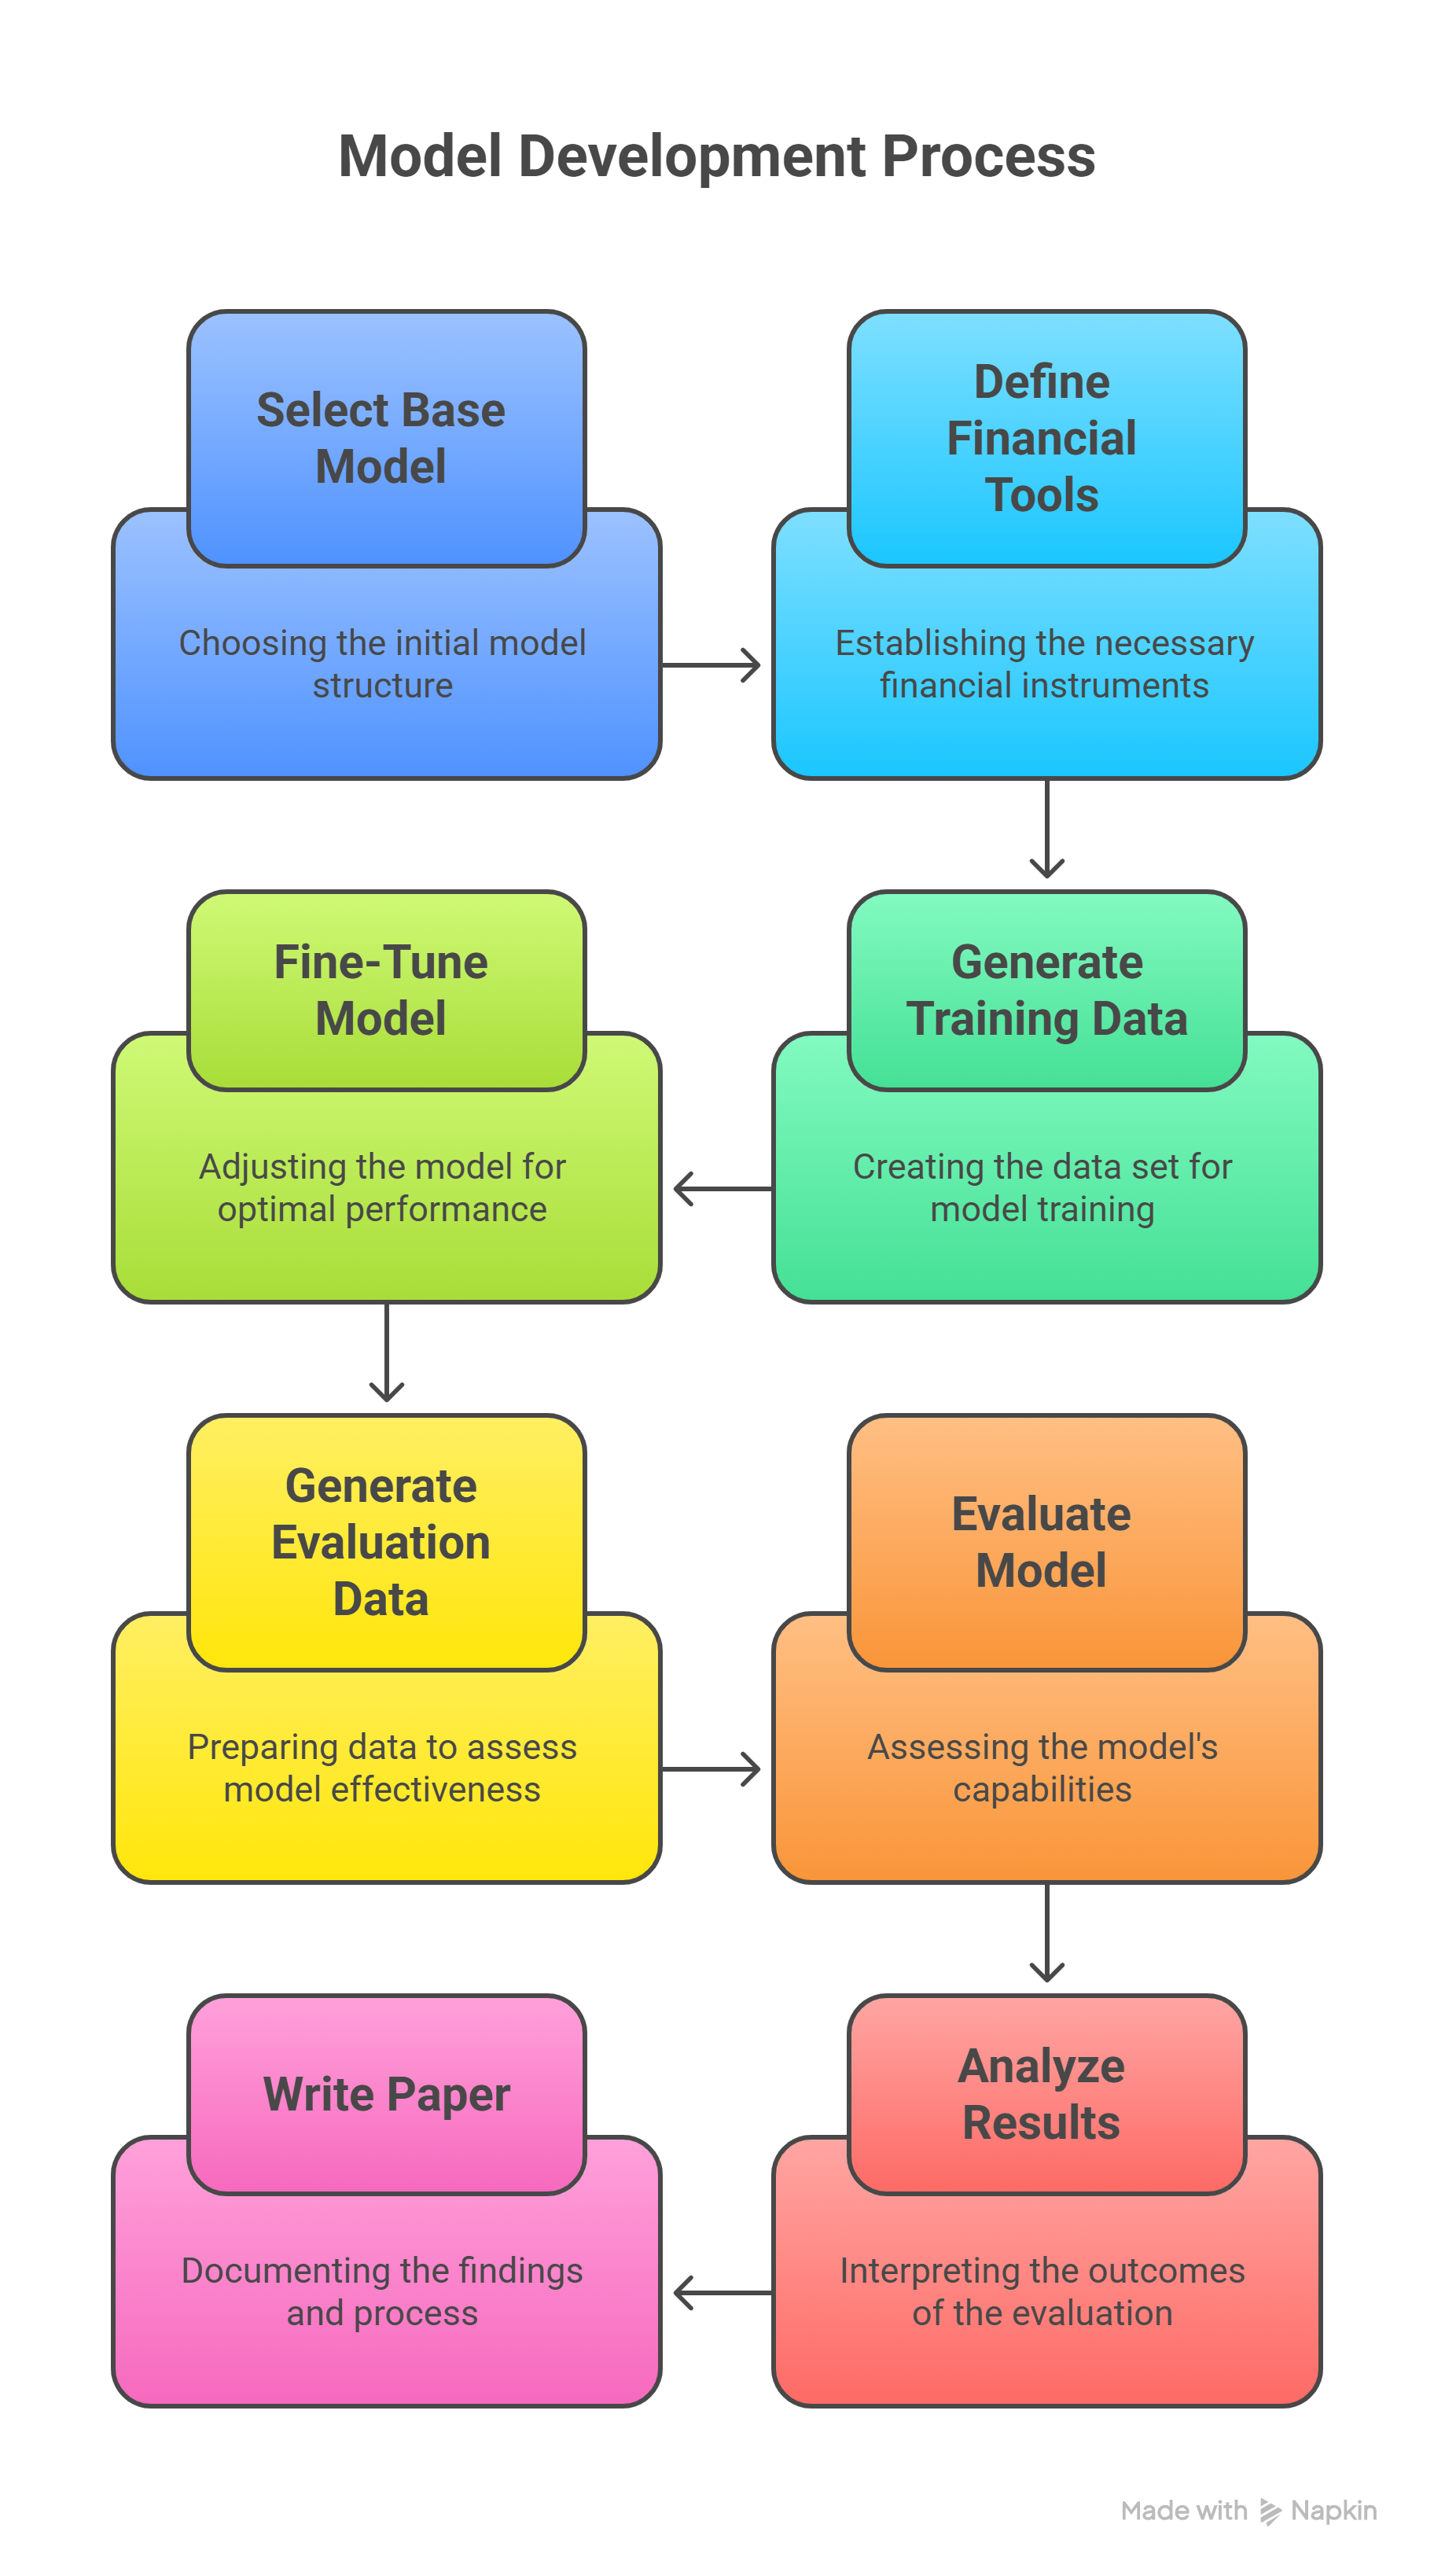 Model Development Process
Select Base
Model
Choosing the initial model
structure
Define
Financial
Tools
Establishing the necessary
financial instruments
Generate
Training Data
Creating the data set for
model training
Fine-Tune
Model
Adjusting the model for
optimal performance
Generate
Evaluation
Data
Preparing data to assess
model effectiveness
Evaluate
Model
Assessing the model's
capabilities
Analyze
Results
Interpreting the outcomes
of the evaluation
Write Paper
Documenting the findings
and process
Made with Napkin